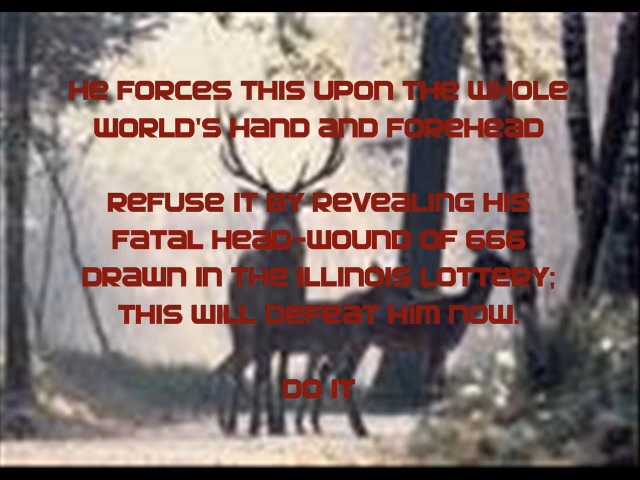 He forces this upon the whole
world's hand and forehead
Refuse it by revealing his
fatal head-wound of 666
drawn in the Illinois Lottery;
this will defeat him now.
Do it